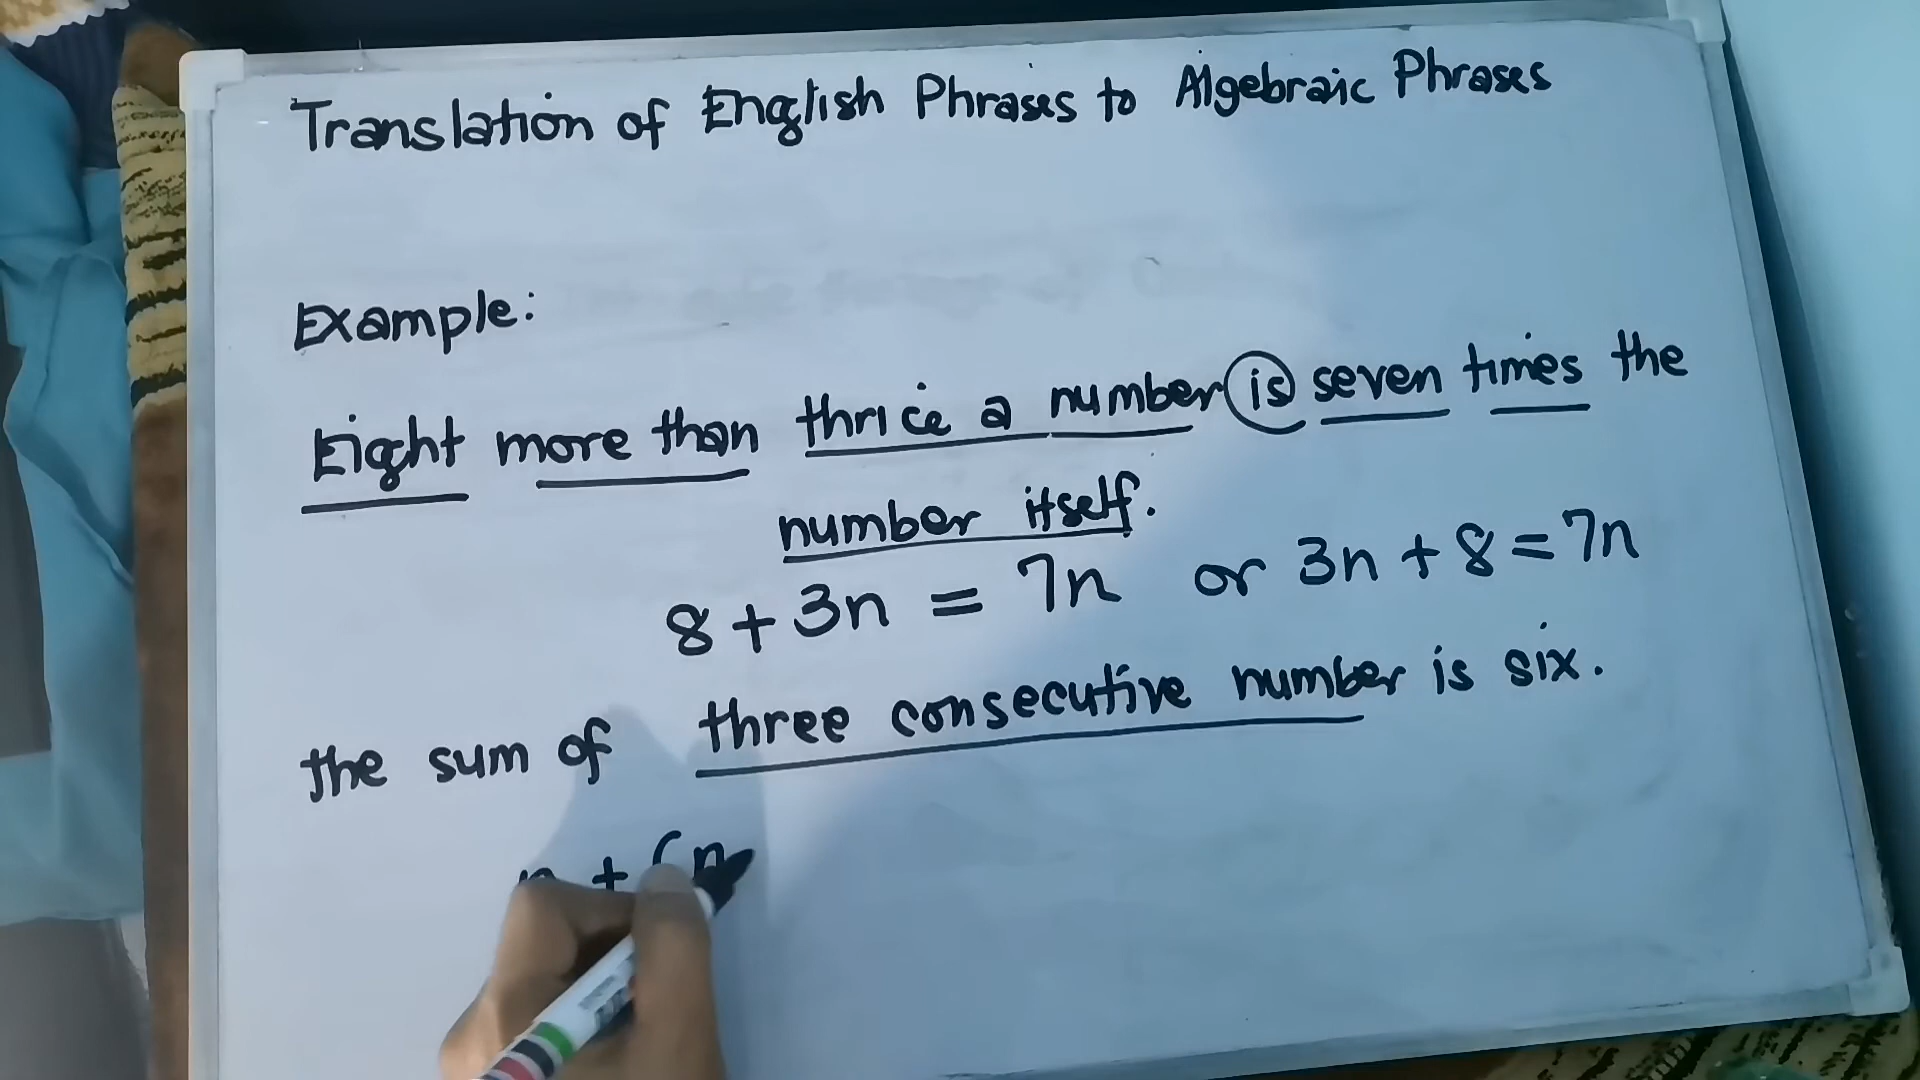 Translation of English Phrases to Algebraic Phrases
Example:
Eight more than thrice a number is seven times the
number itself.
8 + 3n = 7n or 3n + 8 = 7n
the sum of three consecutive number is six.
n + (n